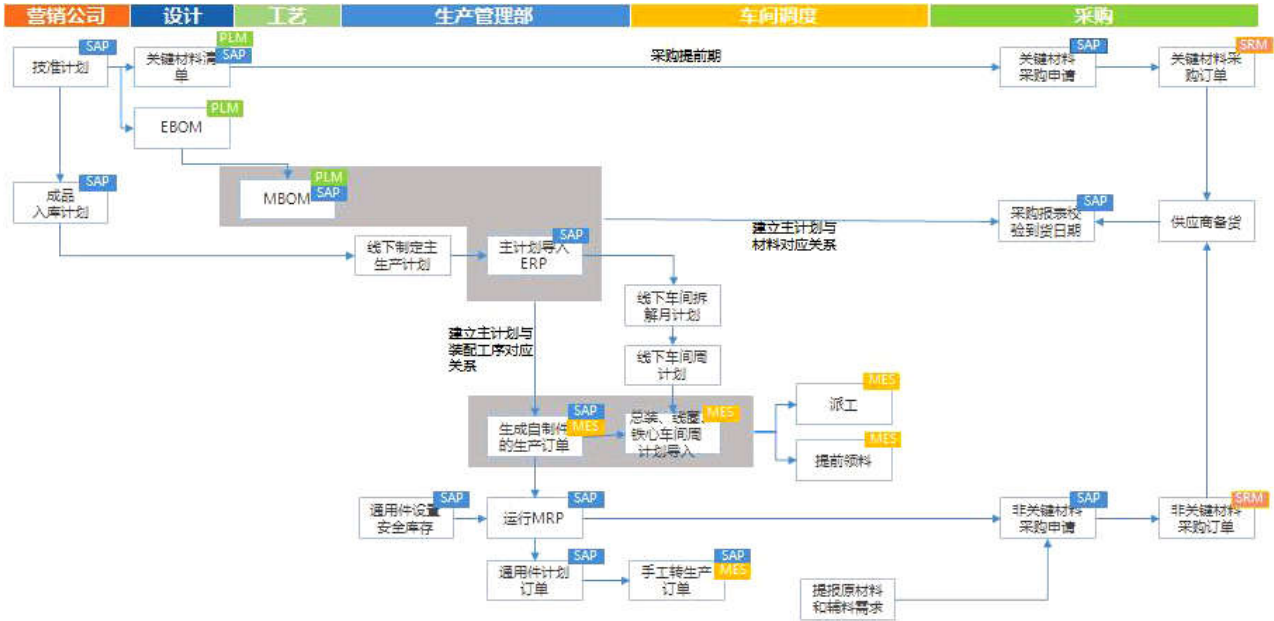 营销公司
设计
工艺
生产管理部
车间调度
采购
SAP
技准计划
PLM
SAP
关键材料清
单
采购提前期
SAP
关键材料
采购申请
SRM
关键材料采
购订单
PLM
EBOM
SAP
成品
入库计划
PLM
SAP
MBOM
建立主计划与
材料对应关系
SAP
采购报表校
验到货日期
供应商备货
线下制定主
生产计划
SAP
主计划导入
ERP
线下车间拆
解月计划
建立主计划与
装配工序对应
关系
线下车间周
计划
SAP
MES
生成自制件
的生产订单
MES
总装、线圈、
铁心车间周
计划导入
MES
派工
MES
提前领料
SAP
通用件设置
安全库存
SAP
运行MRP
SAP
非关键材料
采购申请
SRM
非关键材料
采购订单
SAP
通用件计划
订单
SAP
MES
手工转生产
订单
提报原材料
和辅料需求